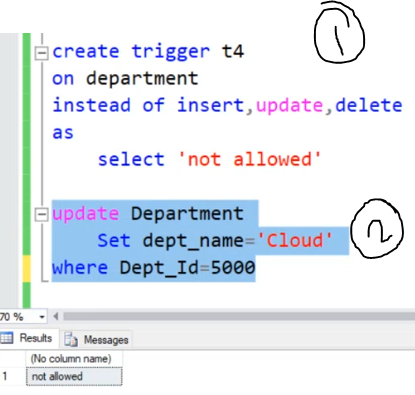 1
create trigger t4
on department
instead of insert,update,delete
as
select 'not allowed'
update Department
Set dept_name='Cloud'
where Dept_Id=5000
2
70 %
Results Messages
(No column name)
1 not allowed